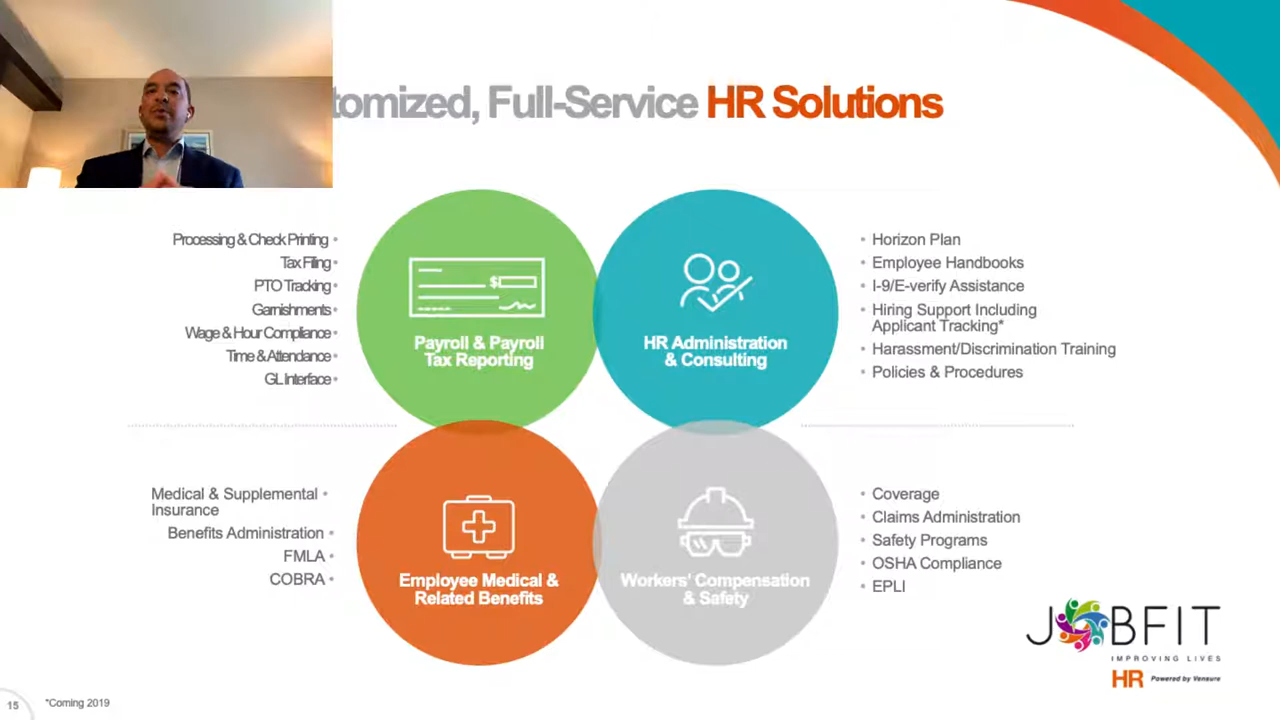 tomized, Full-Service HR Solutions
Processing & Check Printing •
Tax Filing •
PTO Tracking •
Garnishments •
Wage & Hour Compliance •
Time & Attendance •
GL Interface •
$
Payroll & Payroll
Tax Reporting
HR Administration
& Consulting
• Horizon Plan
• Employee Handbooks
• I-9/E-verify Assistance
• Hiring Support Including
Applicant Tracking*
• Harassment/Discrimination Training
• Policies & Procedures
Medical & Supplemental •
Insurance
Benefits Administration •
FMLA •
COBRA •
Employee Medical &
Related Benefits
Workers' Compensation
& Safety
• Coverage
• Claims Administration
• Safety Programs
• OSHA Compliance
• EPLI
JOBFIT
IMPROVING LIVES
HR Powered by Vensure
15
*Coming 2019